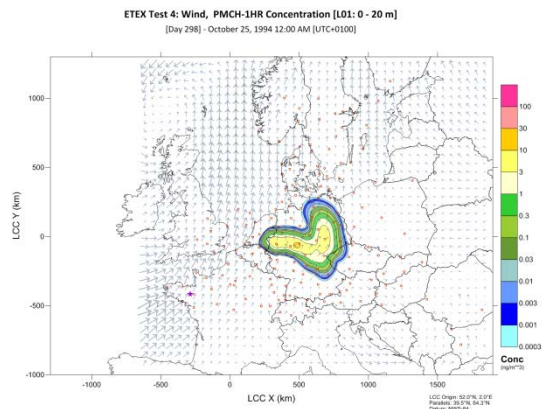 ETEX Test 4: Wind, PMCH-1HR Concentration [L01: 0 - 20 m]
[Day 298] - October 25, 1994 12:00 AM [UTC+0100]
1000
500
0
-500
-1000
LCC Y (km)
-1000
-500
0
500
1000
1500
LCC X (km)
100
30
10
3
1
0.3
0.1
0.03
0.01
0.003
0.001
0.0003
Conc
(ng/m**3)
LCC Origin: 52.0°N, 2.0°E
Parallels: 39.5°N, 64.3°N